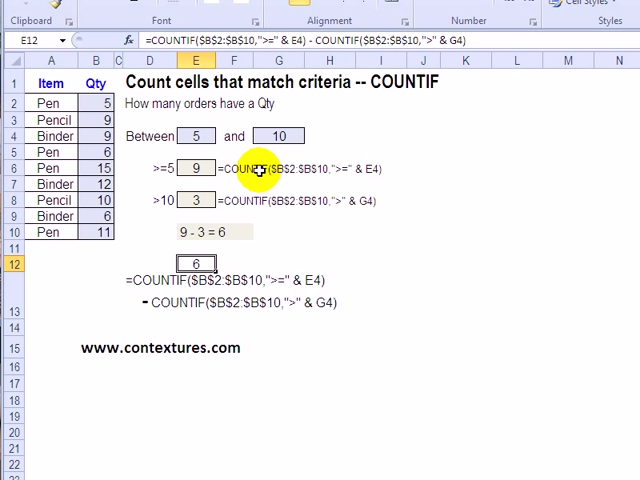 Cell Styles
Font Alignment Number Styles
E12 fx =COUNTIF($B$2:$B$10,">=" & E4) - COUNTIF($B$2:$B$10,">" & G4)
A B C D E F G H I J K L M N
1 Item Qty Count cells that match criteria -- COUNTIF
2 Pen 5 How many orders have a Qty
3 Pencil 9
4 Binder 9 Between 5 and 10
5 Pen 6
6 Pen 15 >=5 9 =COUNTIF($B$2:$B$10,">=" & E4)
7 Binder 12
8 Pencil 10 >10 3 =COUNTIF($B$2:$B$10,">" & G4)
9 Binder 6
10 Pen 11 9 - 3 = 6
11
12 6
=COUNTIF($B$2:$B$10,">=" & E4)
13 - COUNTIF($B$2:$B$10,">" & G4)
14
15 www.contextures.com
16
17
18
19
20
21
22
23